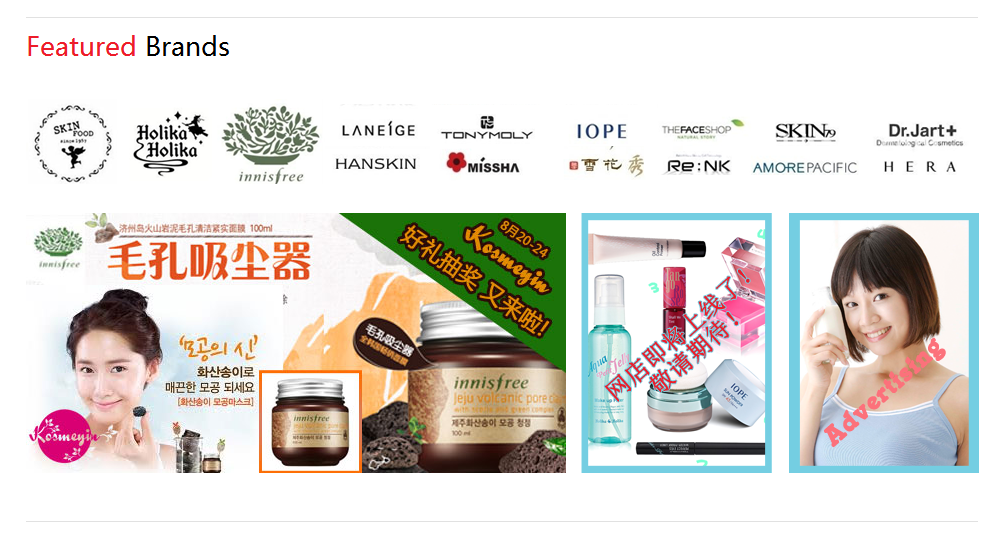 Featured Brands
SKIN
FOOD
since 1957
Holika
Holika
innisfree
LANEÍGE
HANSKIN
TONYMOLY
MISSHA
IOPE
雪花秀
THEFACESHOP
NATURAL STORY
Re:NK
SKIN79
AMOREPACIFIC
Dr.Jart+
Dermatological Cosmetics
HERA
innisfree
济州岛火山岩泥毛孔清洁紧实面膜 100ml
毛孔吸尘器
'모공의 신'
화산송이로
매끈한 모공 되세요
[화산송이 모공마스크]
Kosmeyin
innisfree
毛孔吸尘器
innisfree
jeju volcanic pore cla
제주화산송이 모공 청정
100 ml
8月20-24
Kosmeyin
好礼抽奖 又来啦!
网店即将上线了!
敬请期待!
Aqua
Jelly
IOPE
Advertising